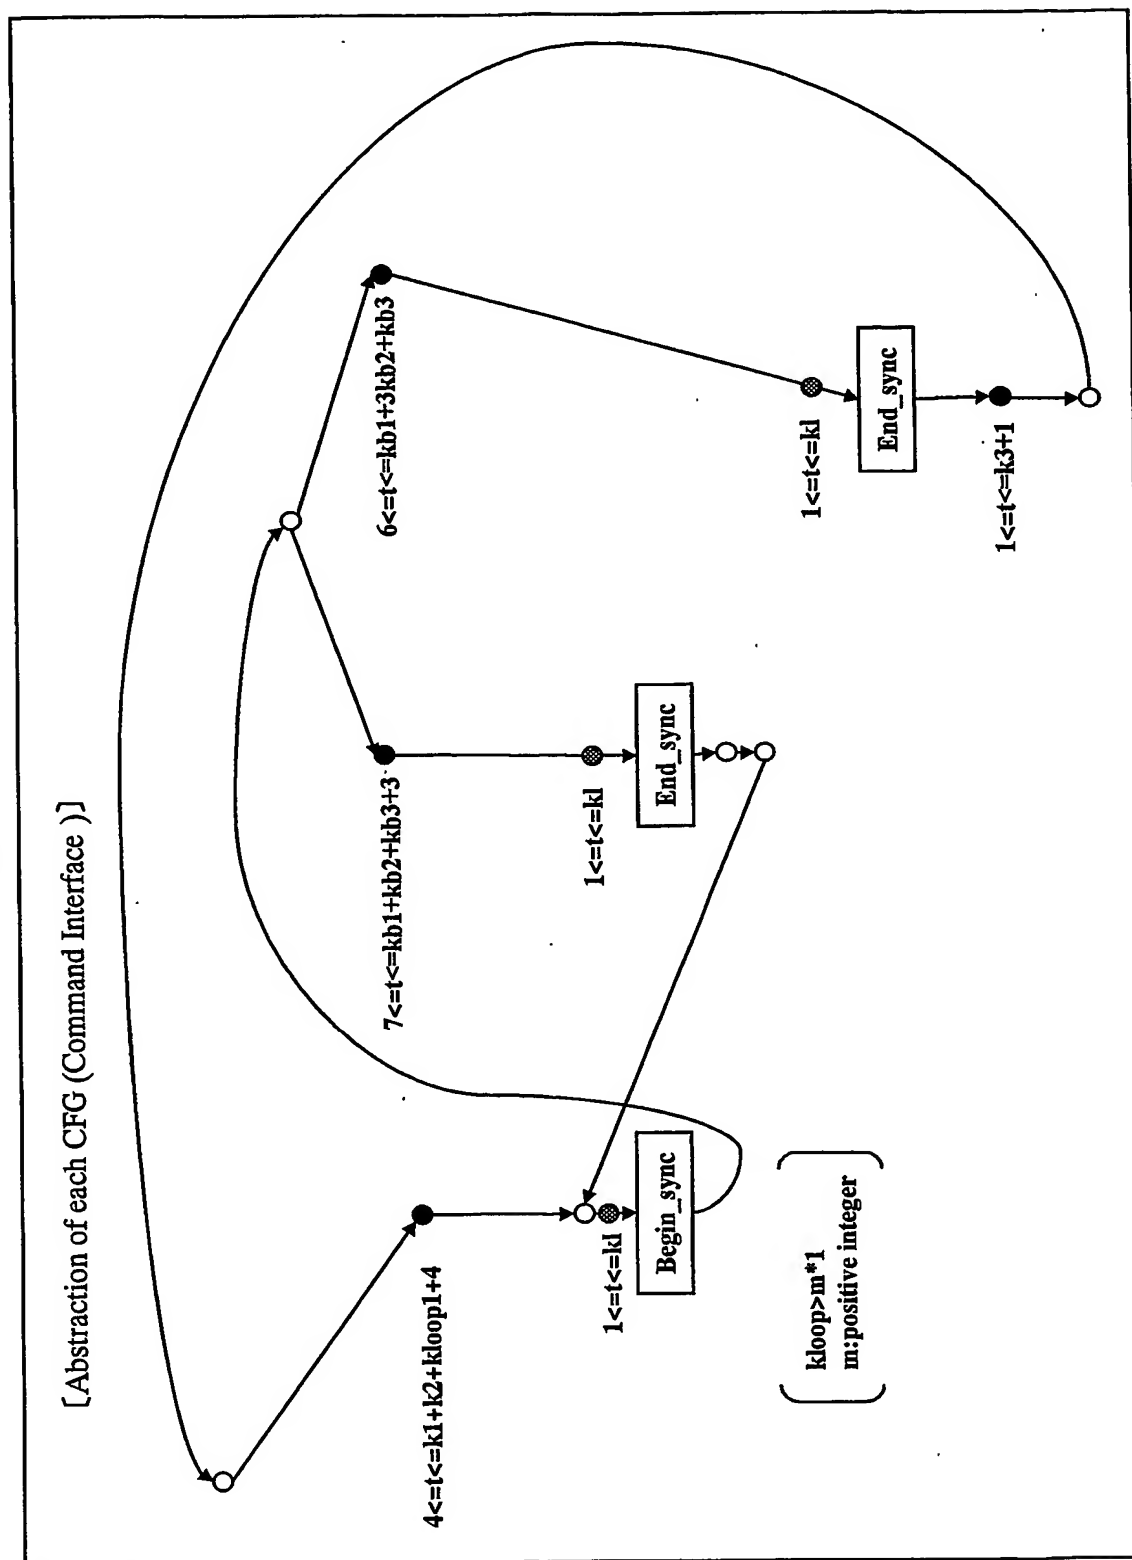 [Abstraction of each CFG (Command Interface )]
4<=t<=k1+k2+kloop1+4
1<=t<=kl
Begin_sync
kloop>m*1
m:positive integer
7<=t<=kb1+kb2+kb3+3
1<=t<=kl
End_sync
6<=t<=kb1+3kb2+kb3
1<=t<=kl
End_sync
1<=t<=k3+1